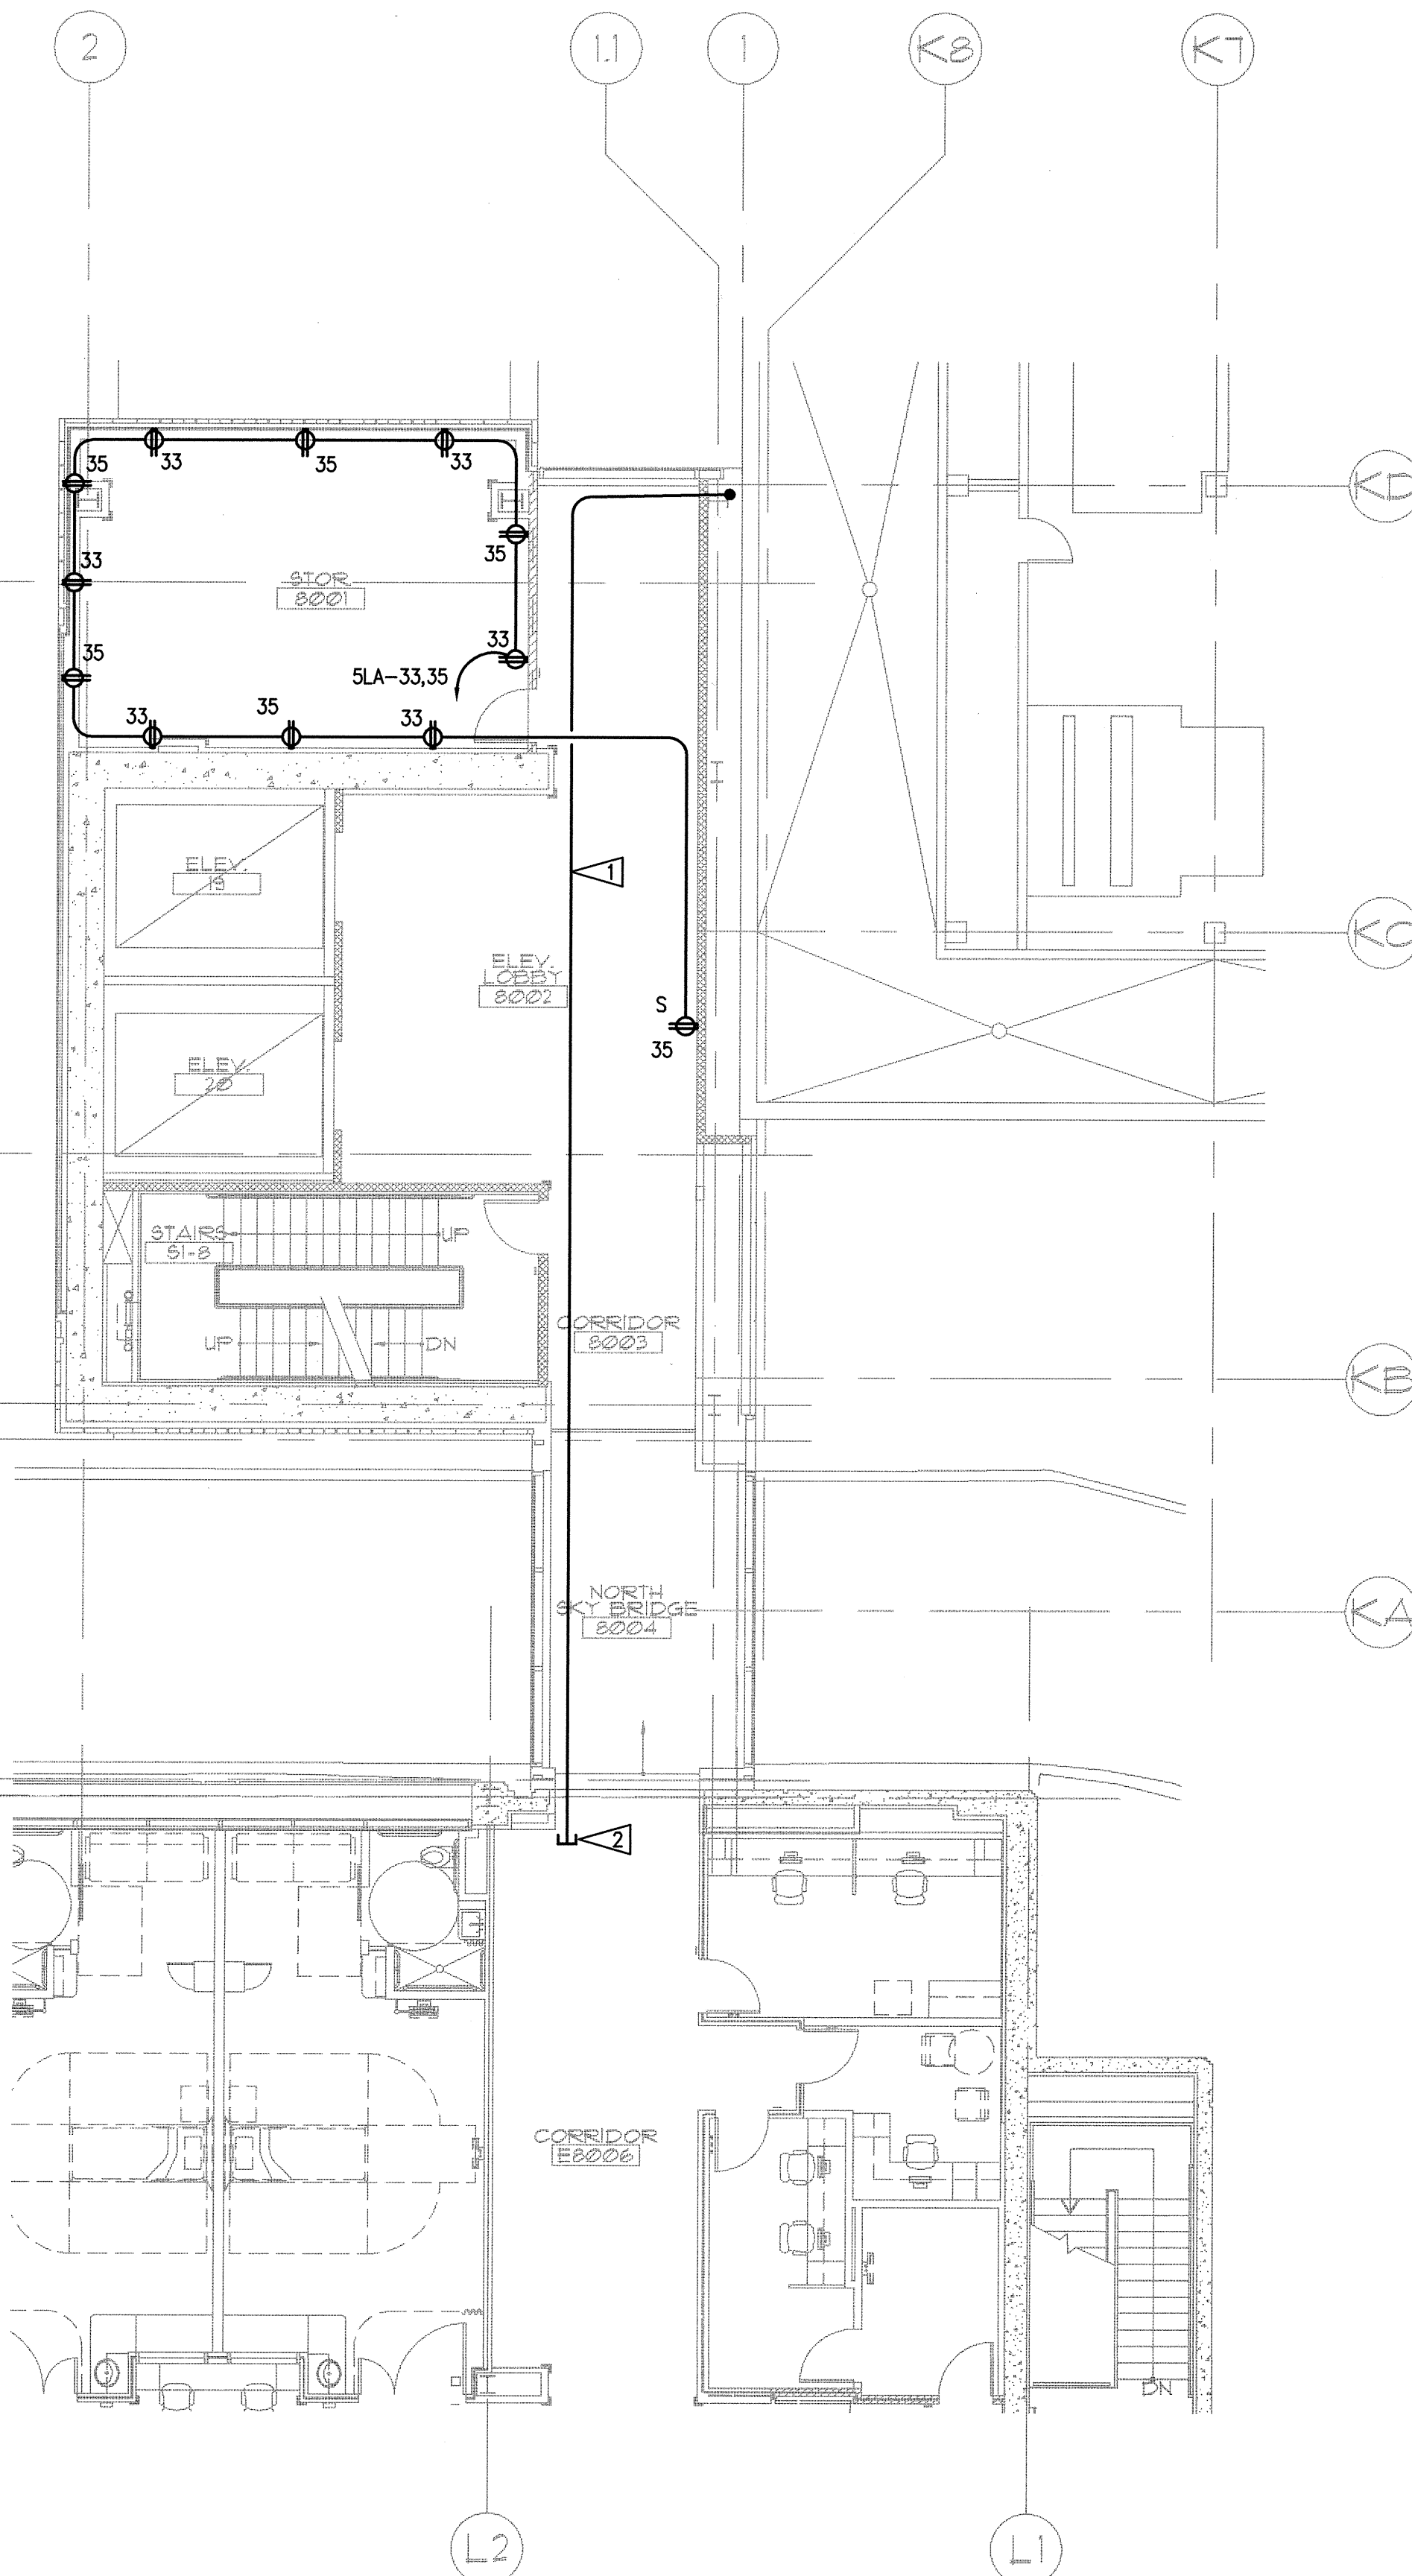 2
1.1
1
K8
K7
35
33
35
33
KD
35
33
STOR.
8001
33
35
5LA-33,35
33
35
33
ELEV.
19
1
KC
ELEV.
LOBBY
8002
S
35
ELEV.
20
STAIRS
S1-8
UP
UP
DN
CORRIDOR
8003
KB
NORTH
SKY BRIDGE
8004
KA
2
CORRIDOR
E8006
DN
L2
L1